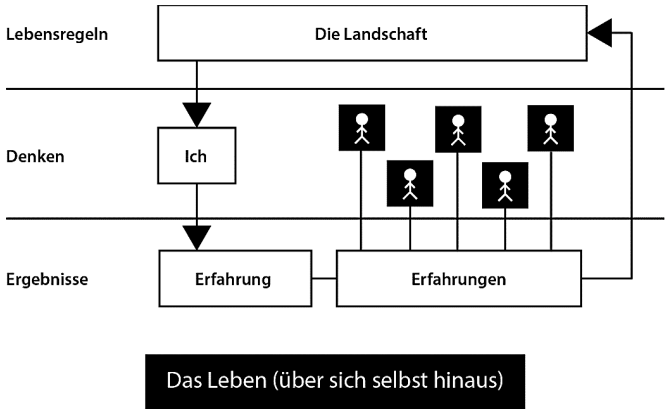 Lebensregeln
Die Landschaft
Denken
Ich
Ergebnisse
Erfahrung
Erfahrungen
Das Leben (über sich selbst hinaus)